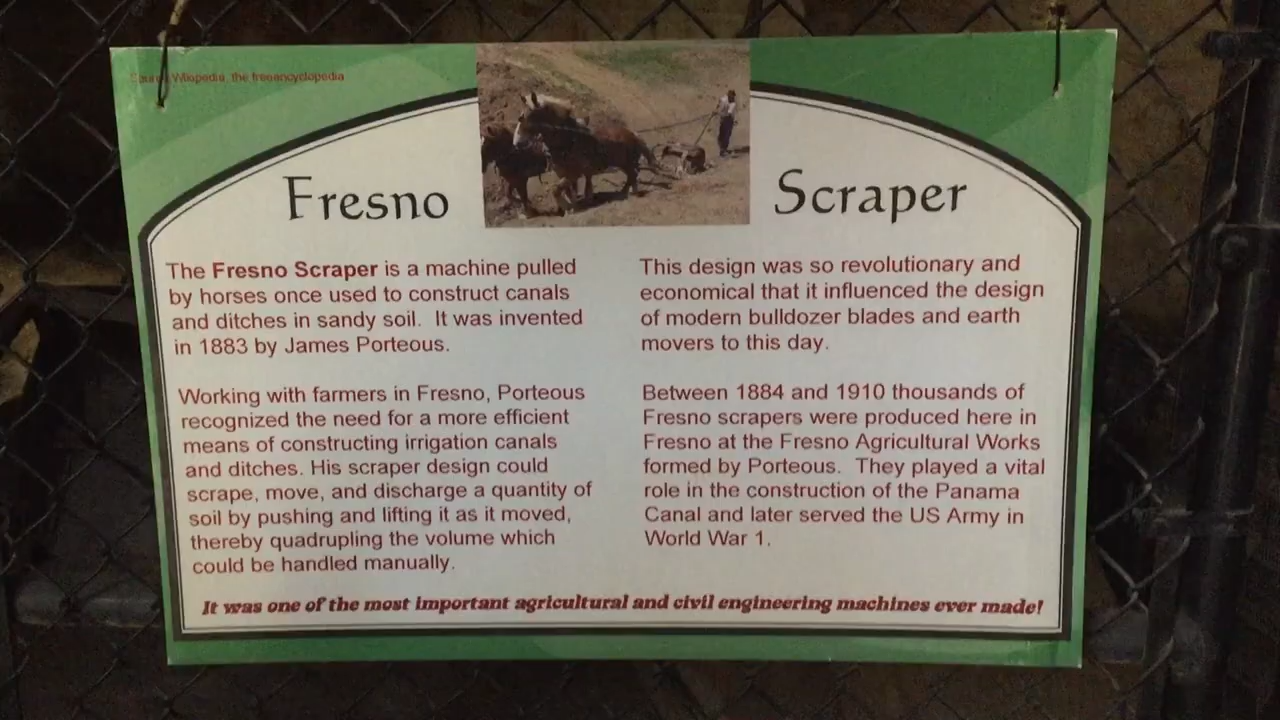 Source Wikipedia, the freeencyclopedia
Fresno Scraper
The Fresno Scraper is a machine pulled
by horses once used to construct canals
and ditches in sandy soil. It was invented
in 1883 by James Porteous.
Working with farmers in Fresno, Porteous
recognized the need for a more efficient
means of constructing irrigation canals
and ditches. His scraper design could
scrape, move, and discharge a quantity of
soil by pushing and lifting it as it moved,
thereby quadrupling the volume which
could be handled manually.
This design was so revolutionary and
economical that it influenced the design
of modern bulldozer blades and earth
movers to this day.
Between 1884 and 1910 thousands of
Fresno scrapers were produced here in
Fresno at the Fresno Agricultural Works
formed by Porteous. They played a vital
role in the construction of the Panama
Canal and later served the US Army in
World War 1.
It was one of the most important agricultural and civil engineering machines ever made!